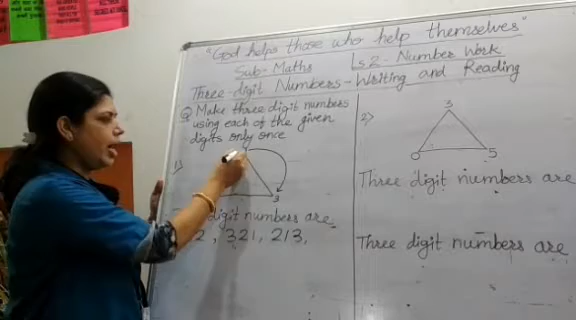 "God helps those who help themselves"
Sub- Maths Ls 2 - Number Work
Three-digit Numbers - Writing and Reading
Q Make three digit numbers
using each of the given
digits only once
1)
3
digit numbers are
2, 321, 213,
2)
3
0 5
Three digit numbers are
Three digit numbers are